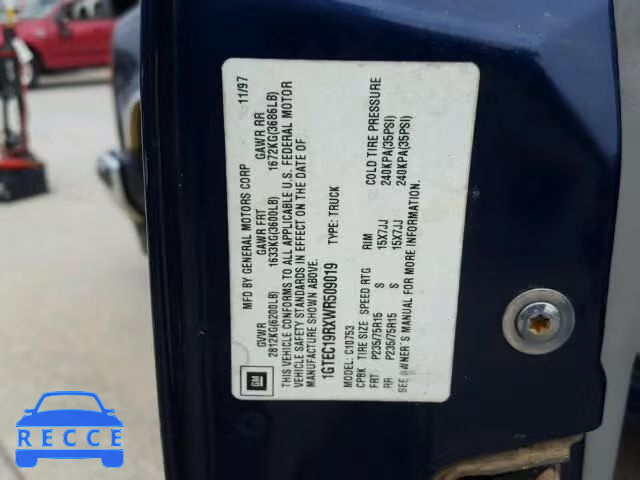 MFD BY GENERAL MOTORS CORP 11/97
GVWR GAWR FRT GAWR RR
2812KG(6200LB) 1633KG(3600LB) 1672KG(3686LB)
THIS VEHICLE CONFORMS TO ALL APPLICABLE U.S. FEDERAL MOTOR
VEHICLE SAFETY STANDARDS IN EFFECT ON THE DATE OF
MANUFACTURE SHOWN ABOVE.
1GTEC19RXWR509019 TYPE: TRUCK
MODEL: C10753
CPBK TIRE SIZE SPEED RTG RIM COLD TIRE PRESSURE
FRT P235/75R15 S 15X7JJ 240KPA(35PSI)
RR P235/75R15 S 15X7JJ 240KPA(35PSI)
SEE OWNER'S MANUAL FOR MORE INFORMATION.
GM
RECCE